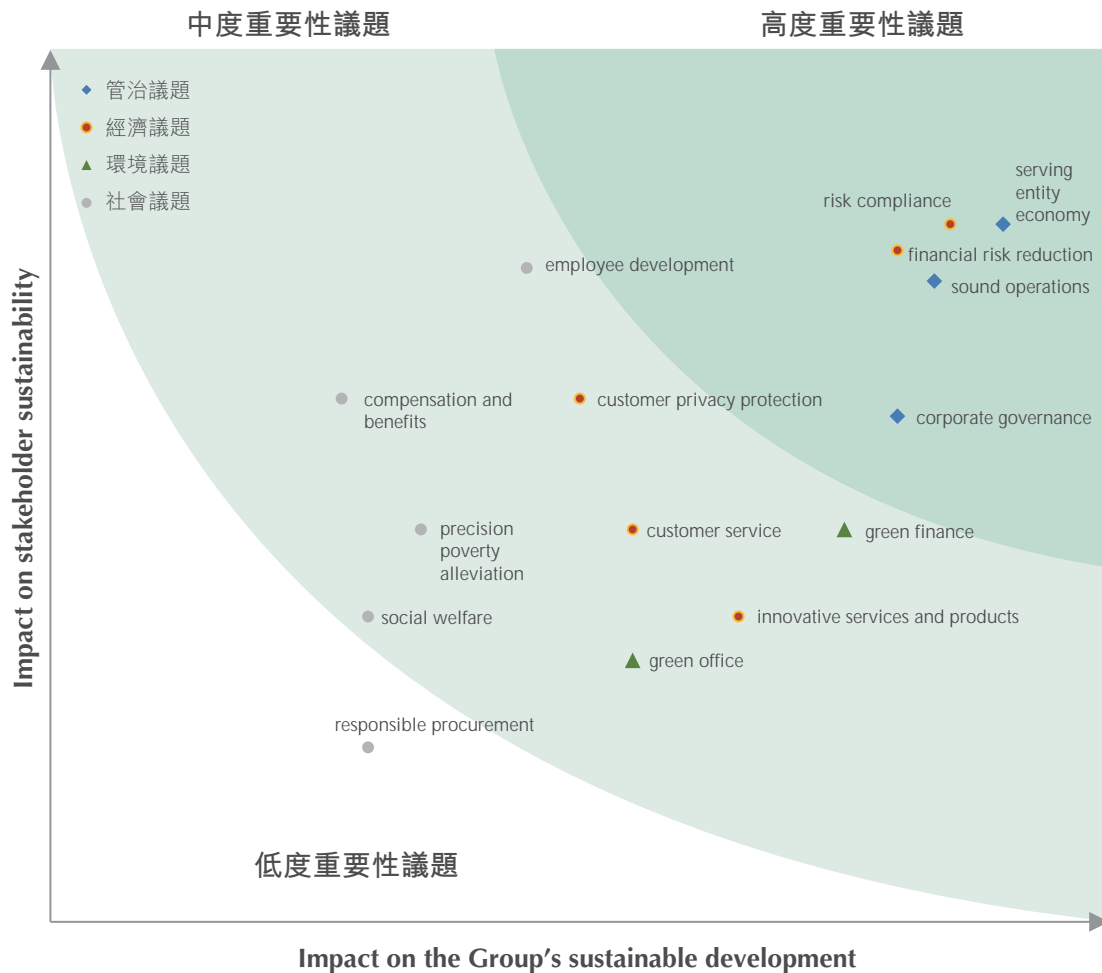 中度重要性議題
高度重要性議題
管治議題
經濟議題
環境議題
社會議題
serving
entity
economy
risk compliance
financial risk reduction
employee development
sound operations
compensation and
benefits
customer privacy protection
corporate governance
precision
poverty
alleviation
customer service
green finance
social welfare
innovative services and products
green office
responsible procurement
低度重要性議題
Impact on stakeholder sustainability
Impact on the Group's sustainable development